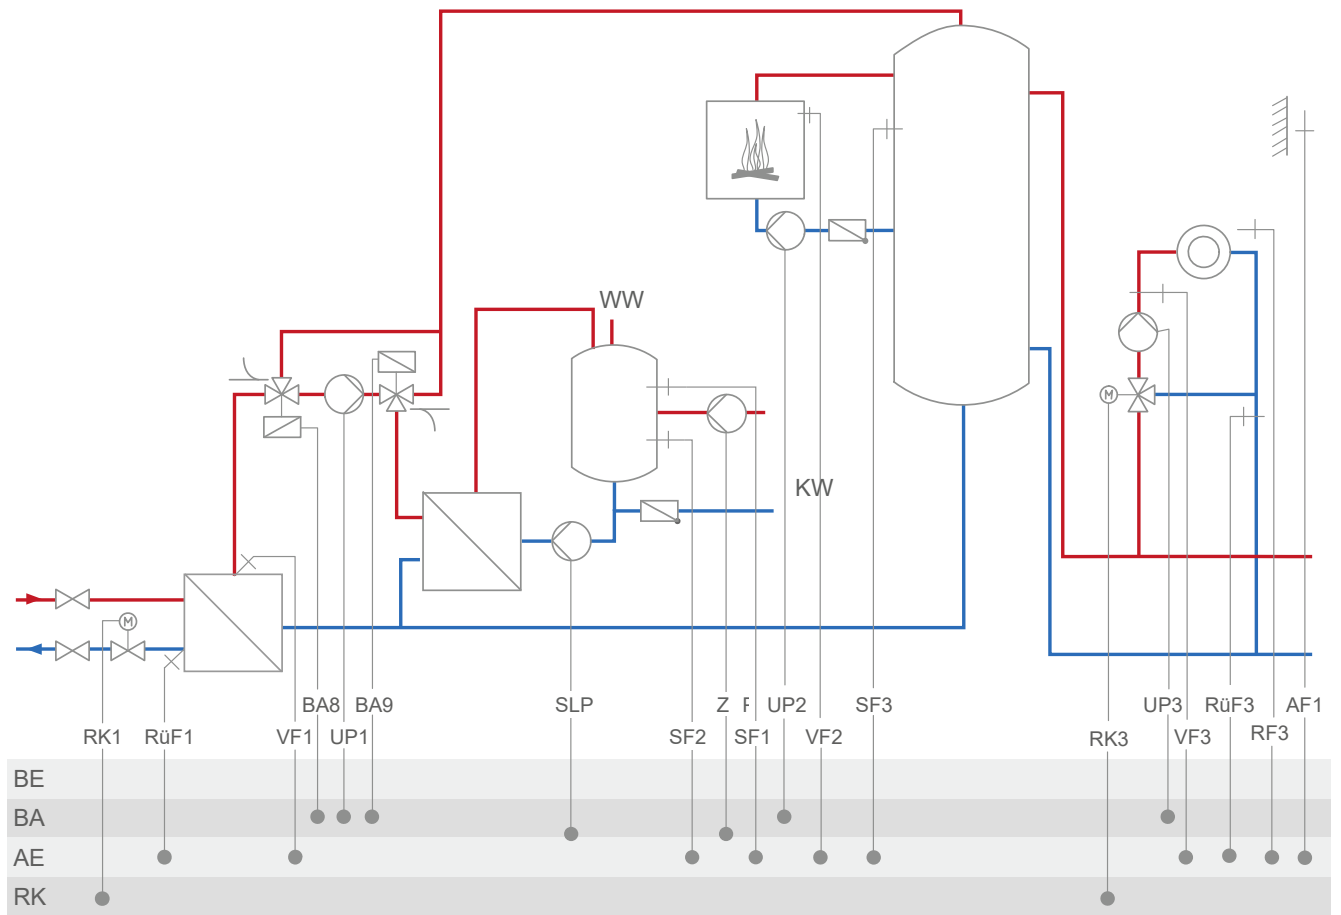 WW
M
KW
M
BA8 BA9 SLP Z F UP2 SF3 UP3 RüF3 AF1
RK1 RüF1 VF1 UP1 SF2 SF1 VF2 RK3 VF3 RF3
BE
BA
AE
RK